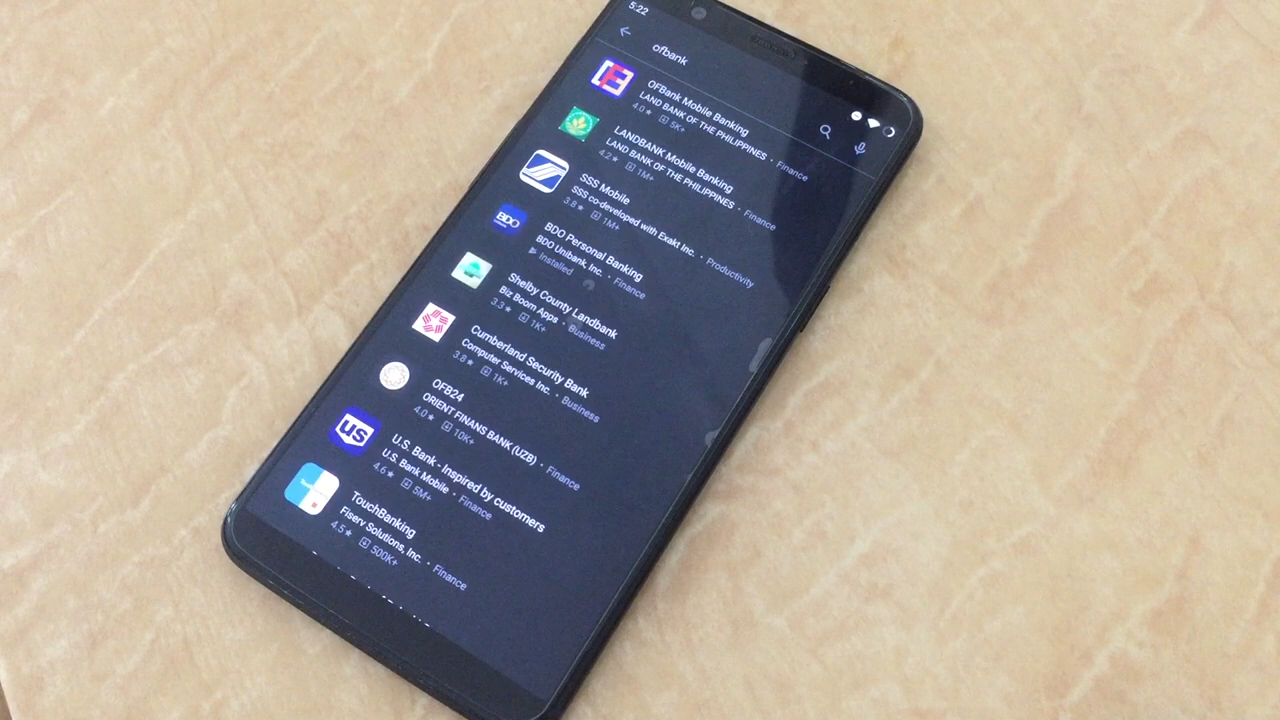 5:22
ofbank
OFBank Mobile Banking
LAND BANK OF THE PHILIPPINES • Finance
4.0★ 5K+
LANDBANK Mobile Banking
LAND BANK OF THE PHILIPPINES • Finance
4.2★ 1M+
SSS Mobile
SSS co-developed with Exakt Inc. • Productivity
3.8★ 1M+
BDO
BDO Personal Banking
BDO Unibank, Inc. • Finance
Installed
Shelby County Landbank
Biz Boom Apps • Business
3.3★ 1K+
Cumberland Security Bank
Computer Services Inc. • Business
3.8★ 1K+
OFB24
ORIENT FINANS BANK (UZB) • Finance
4.0★ 10K+
us
U.S. Bank - Inspired by customers
U.S. Bank Mobile • Finance
4.6★ 5M+
TouchBanking
Fiserv Solutions, Inc. • Finance
4.5★ 500K+